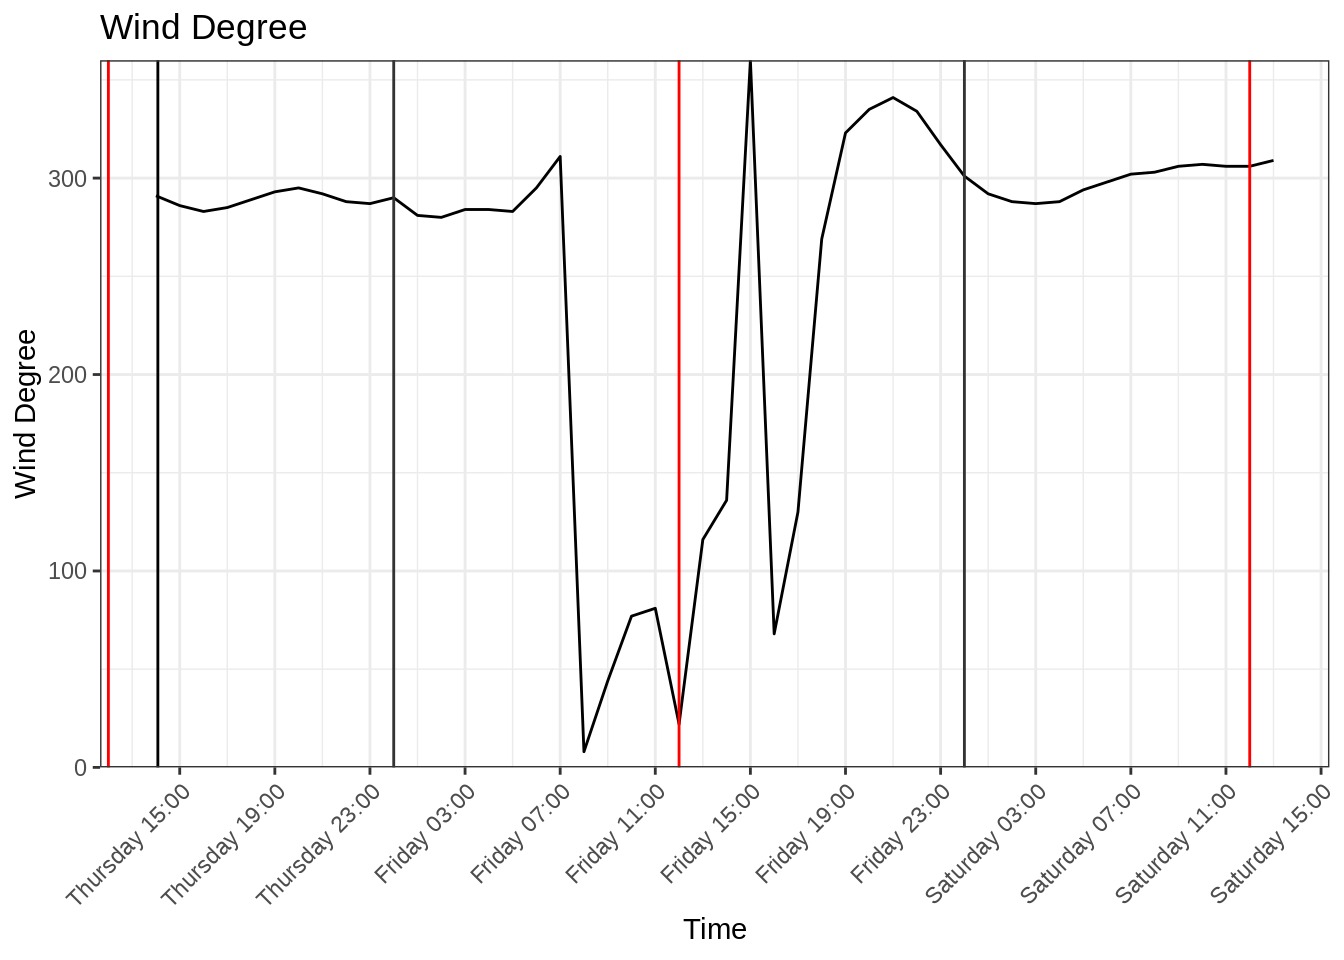 Wind Degree
Wind Degree
300
200
100
0
Thursday 15:00
Thursday 19:00
Thursday 23:00
Friday 03:00
Friday 07:00
Friday 11:00
Friday 15:00
Friday 19:00
Friday 23:00
Saturday 03:00
Saturday 07:00
Saturday 11:00
Saturday 15:00
Time